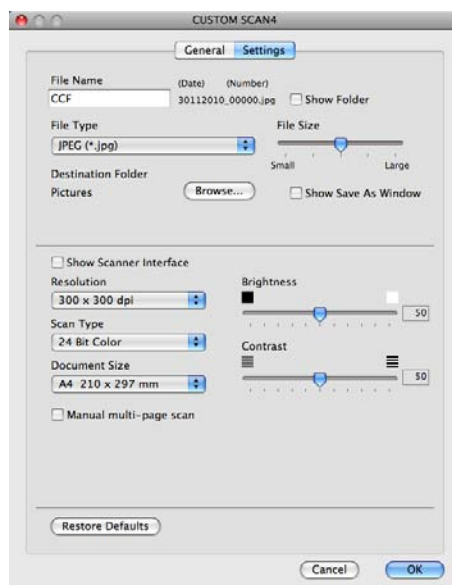 CUSTOM SCAN4
General Settings
File Name
(Date) (Number)
CCF
30112010_00000.jpg
Show Folder
File Type
File Size
JPEG (*.jpg)
Small Large
Destination Folder
Pictures
Browse...
Show Save As Window
Show Scanner Interface
Resolution
Brightness
300 x 300 dpi
50
Scan Type
24 Bit Color
Contrast
Document Size
A4 210 x 297 mm
50
Manual multi-page scan
Restore Defaults
Cancel OK